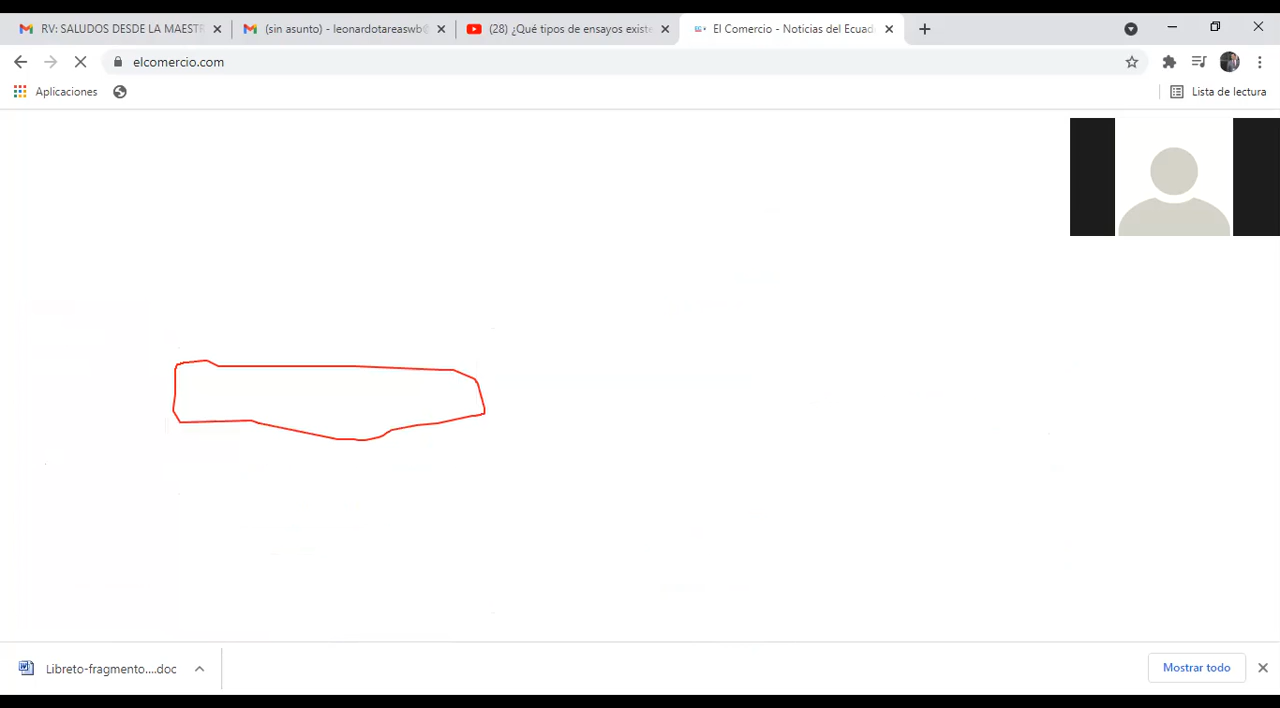 RV: SALUDOS DESDE LA MAESTR
(sin asunto) - leonardotareaswb@
(28) ¿Qué tipos de ensayos existe
El Comercio - Noticias del Ecuad
elcomercio.com
Aplicaciones
Lista de lectura
Libreto-fragmento....doc
Mostrar todo